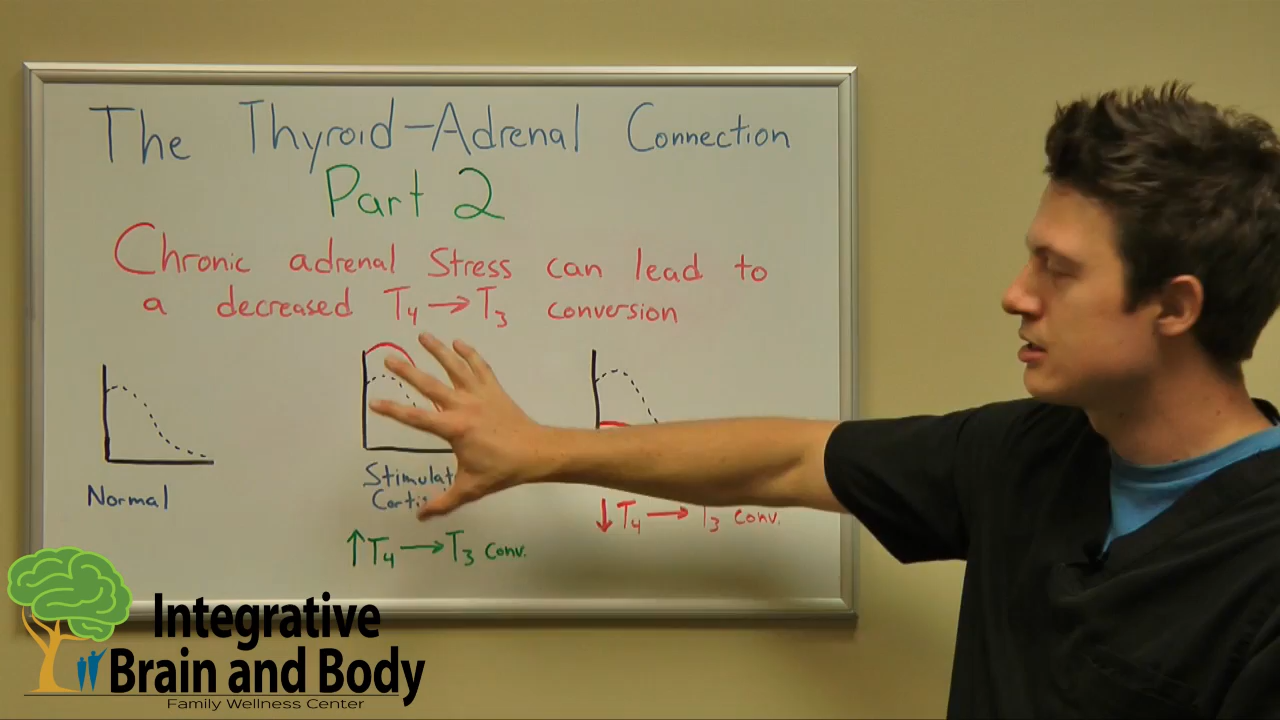 The Thyroid-Adrenal Connection
Part 2
Chronic adrenal stress can lead to
a decreased T4→T3 conversion
Normal
↑T4→T3 conv.
↓T4→T3 conv.
Integrative
Brain and Body
Family Wellness Center